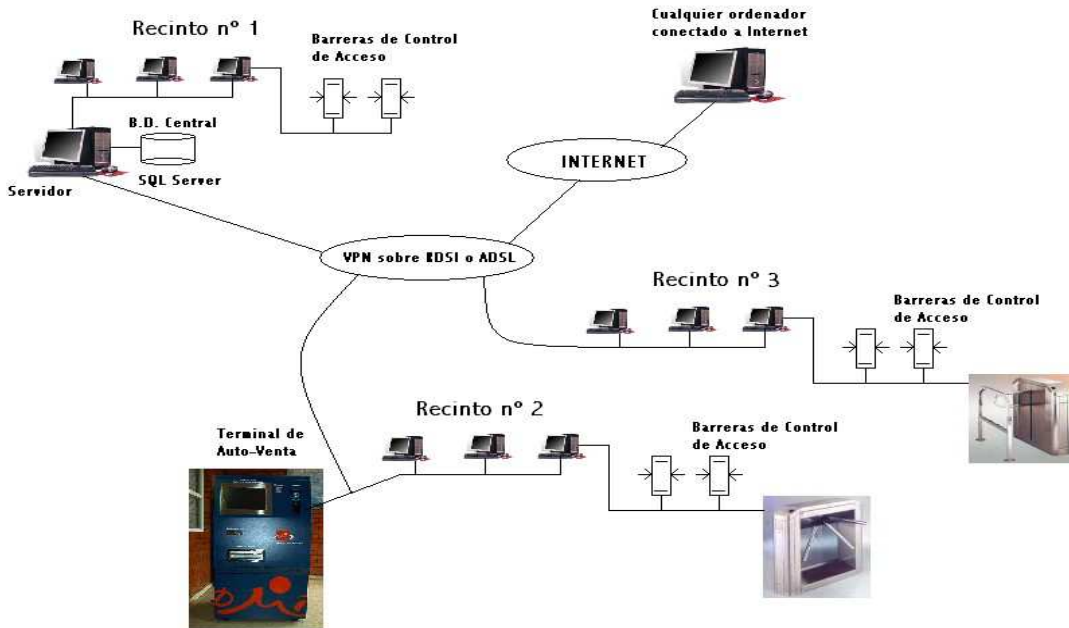 Recinto nº 1
Barreras de Control
de Acceso
Cualquier ordenador
conectado a Internet
B.D. Central
SQL Server
Servidor
INTERNET
VPN sobre RDSI o ADSL
Recinto nº 3
Barreras de Control
de Acceso
Recinto nº 2
Barreras de Control
de Acceso
Terminal de
Auto-Venta